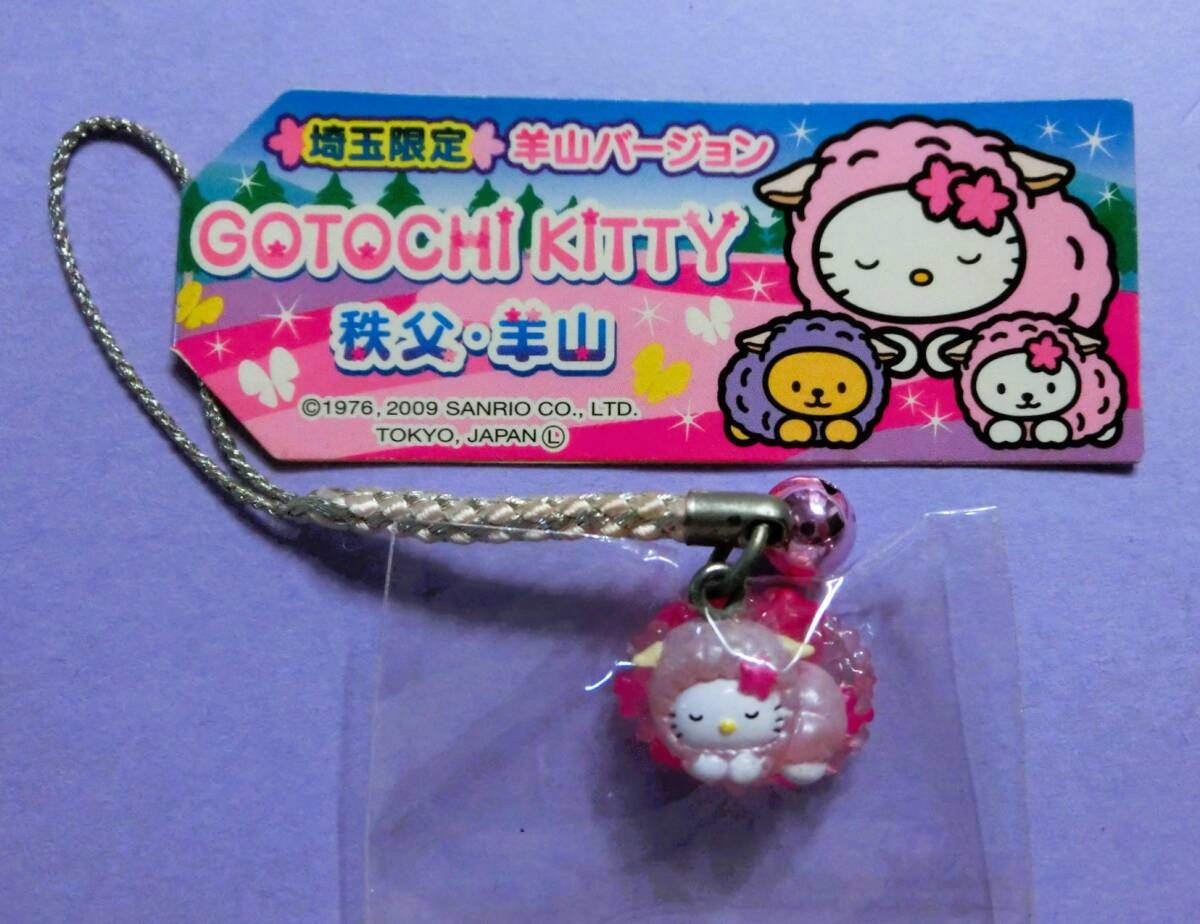 埼玉限定 羊山バージョン
GOTOCHI KITTY
秩父・羊山
©1976, 2009 SANRIO CO., LTD.
TOKYO, JAPAN Ⓛ